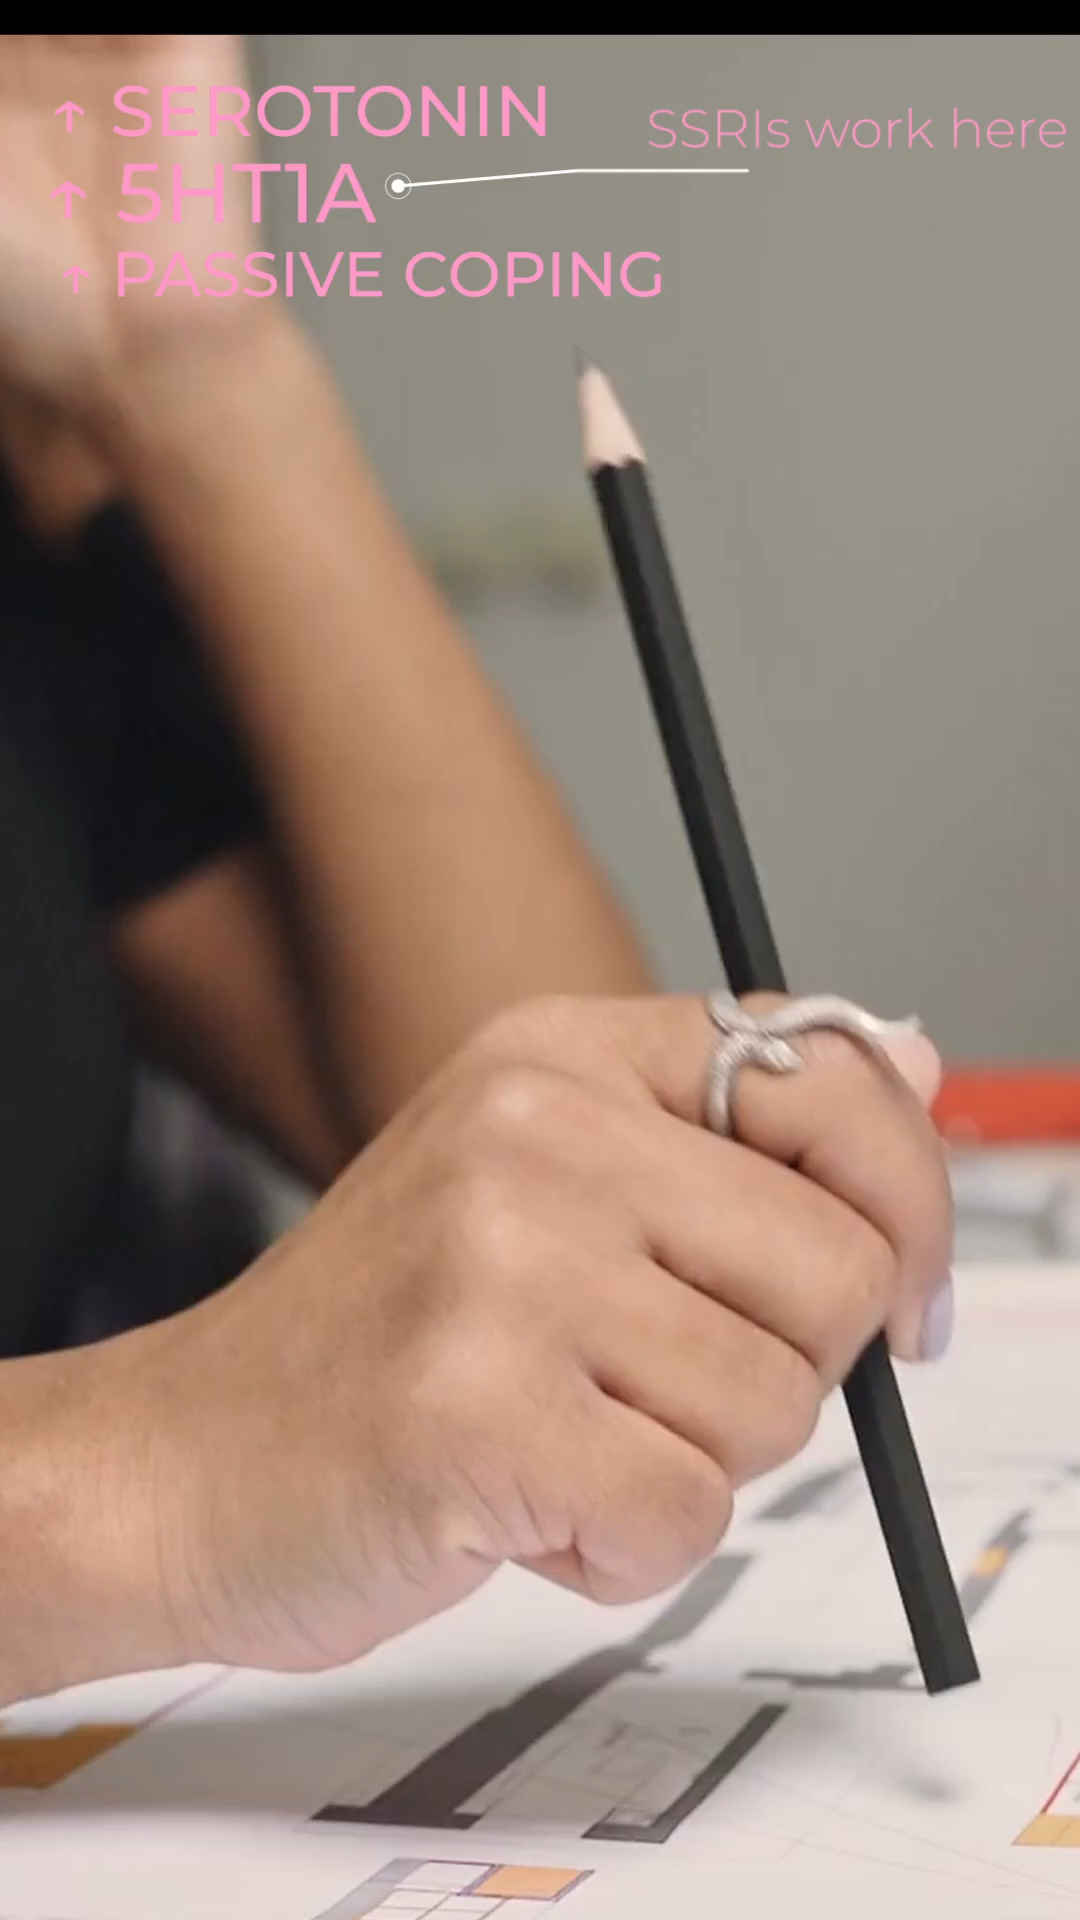 ↑ SEROTONIN
SSRIs work here
↑ 5HT1A
↑ PASSIVE COPING